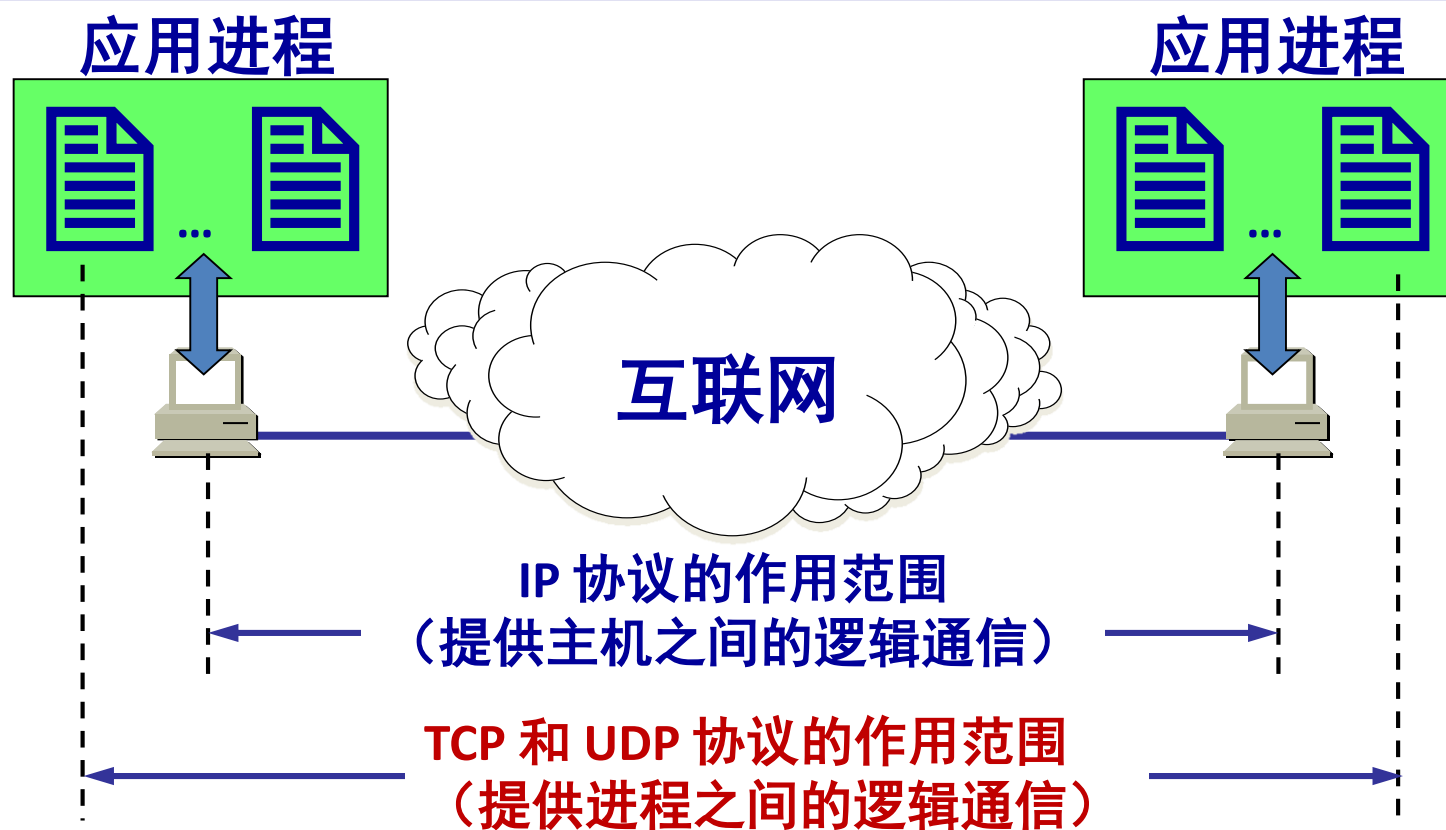 应用进程
应用进程
...
...
互联网
IP 协议的作用范围
（提供主机之间的逻辑通信）
TCP 和 UDP 协议的作用范围
（提供进程之间的逻辑通信）